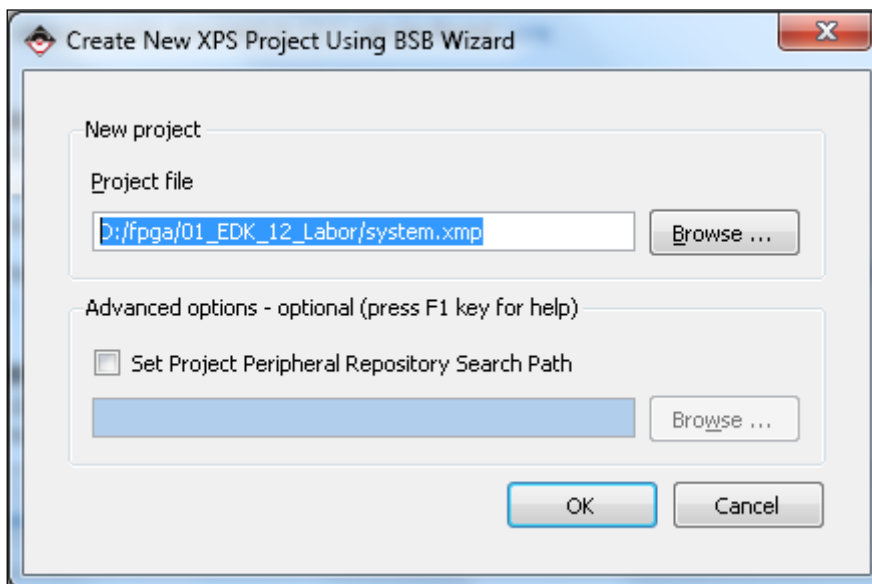 Create New XPS Project Using BSB Wizard
New project
Project file
D:/fpga/01_EDK_12_Labor/system.xmp
Browse ...
Advanced options - optional (press F1 key for help)
Set Project Peripheral Repository Search Path
Browse ...
OK
Cancel